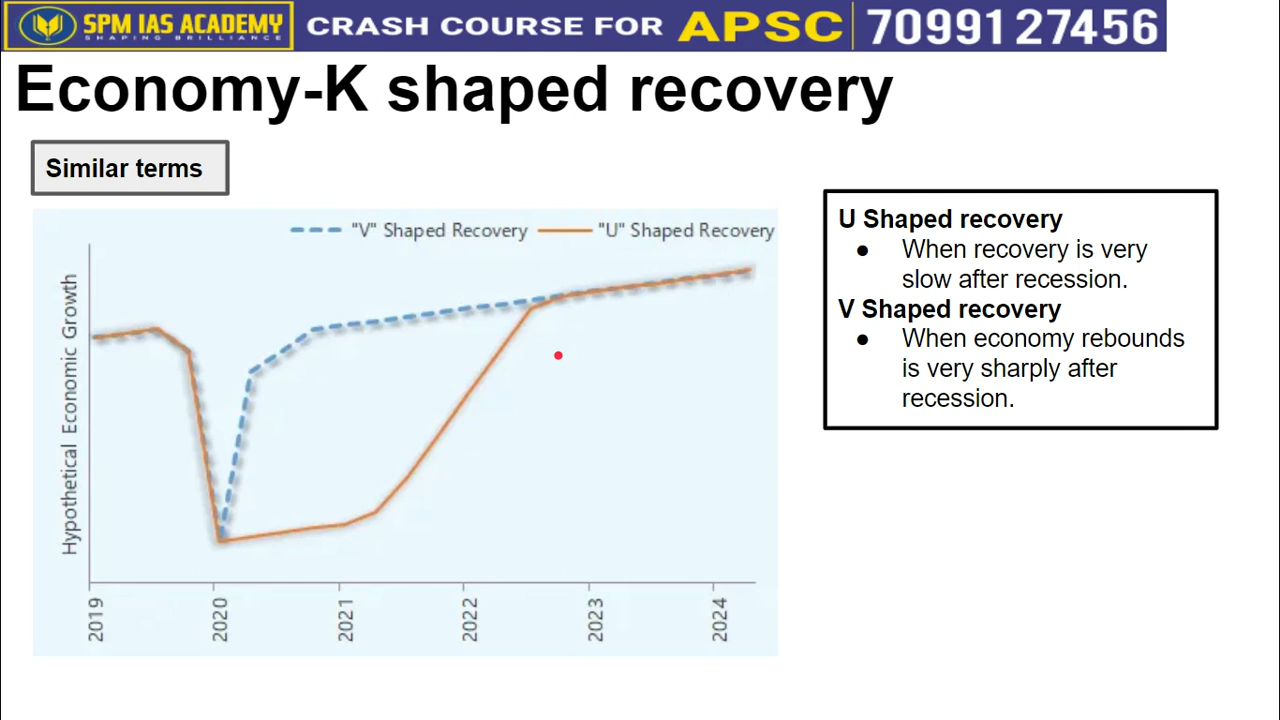 SPM IAS ACADEMY
SHAPING BRILLIANCE
CRASH COURSE FOR APSC 70991 27456
Economy-K shaped recovery
Similar terms
"V" Shaped Recovery "U" Shaped Recovery
Hypothetical Economic Growth
2019 2020 2021 2022 2023 2024
U Shaped recovery
● When recovery is very
slow after recession.
V Shaped recovery
● When economy rebounds
is very sharply after
recession.